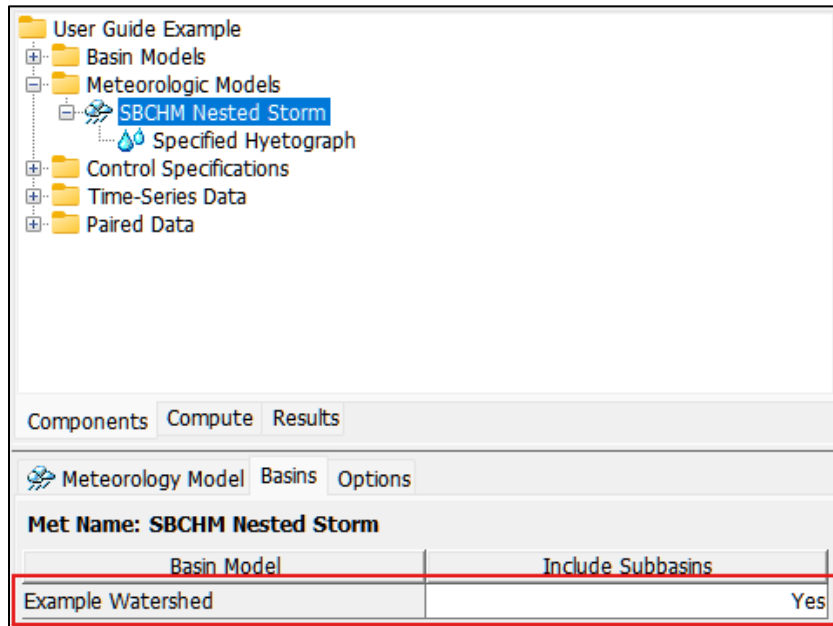 User Guide Example
Basin Models
Meteorologic Models
SBCHM Nested Storm
Specified Hyetograph
Control Specifications
Time-Series Data
Paired Data
Components Compute Results
Meteorology Model Basins Options
Met Name: SBCHM Nested Storm
Basin Model Include Subbasins
Example Watershed Yes